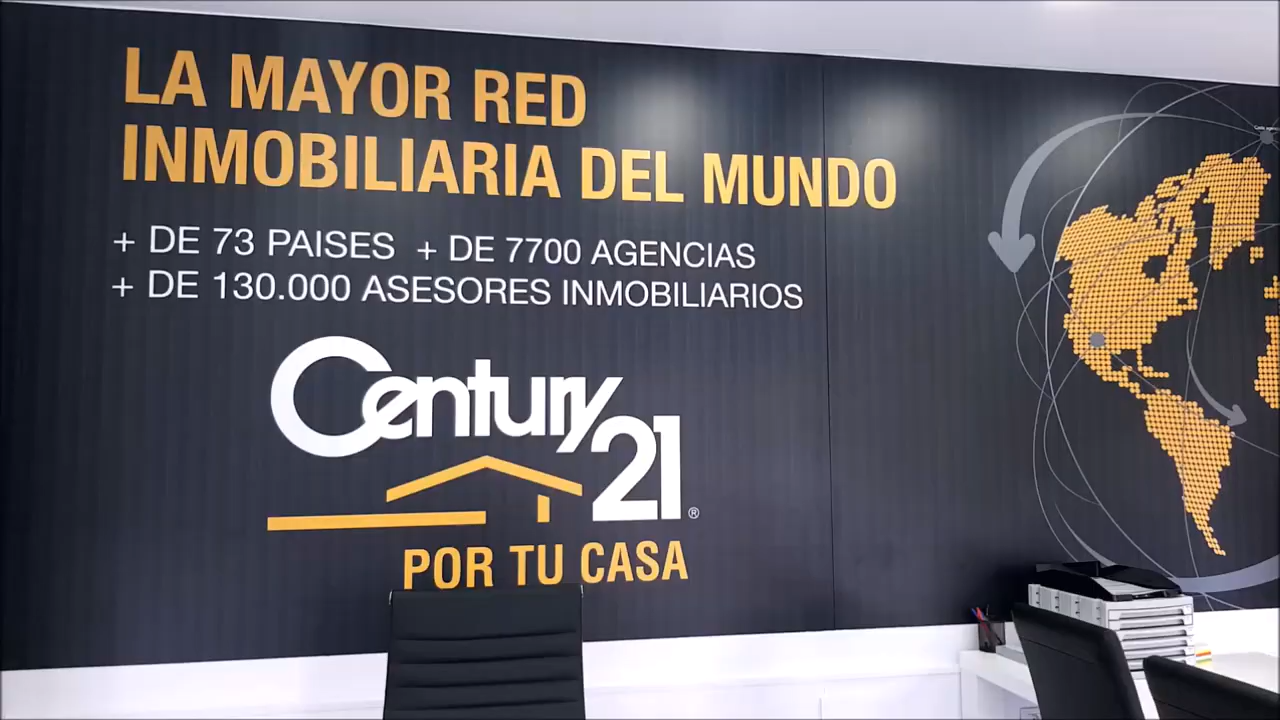 LA MAYOR RED
INMOBILIARIA DEL MUNDO
+ DE 73 PAISES + DE 7700 AGENCIAS
+ DE 130.000 ASESORES INMOBILIARIOS
Century
21®
POR TU CASA